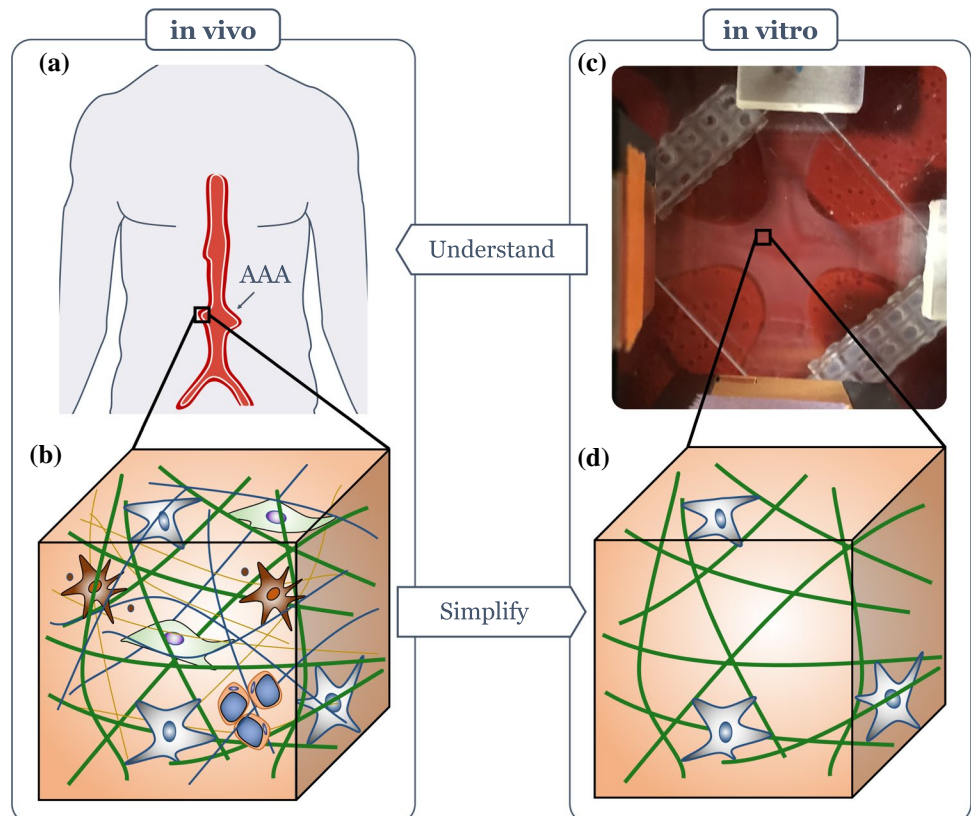 in vivo
in vitro
(a)
(c)
AAA
Understand
(b)
(d)
Simplify